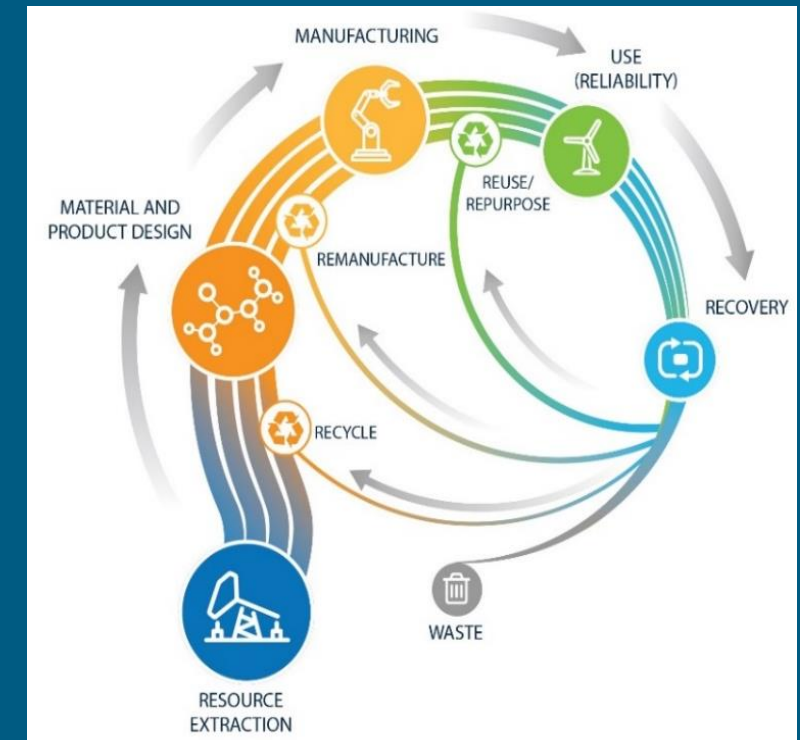 MANUFACTURING
USE
(RELIABILITY)
REUSE/
REPURPOSE
MATERIAL AND
PRODUCT DESIGN
REMANUFACTURE
RECOVERY
RECYCLE
WASTE
RESOURCE
EXTRACTION